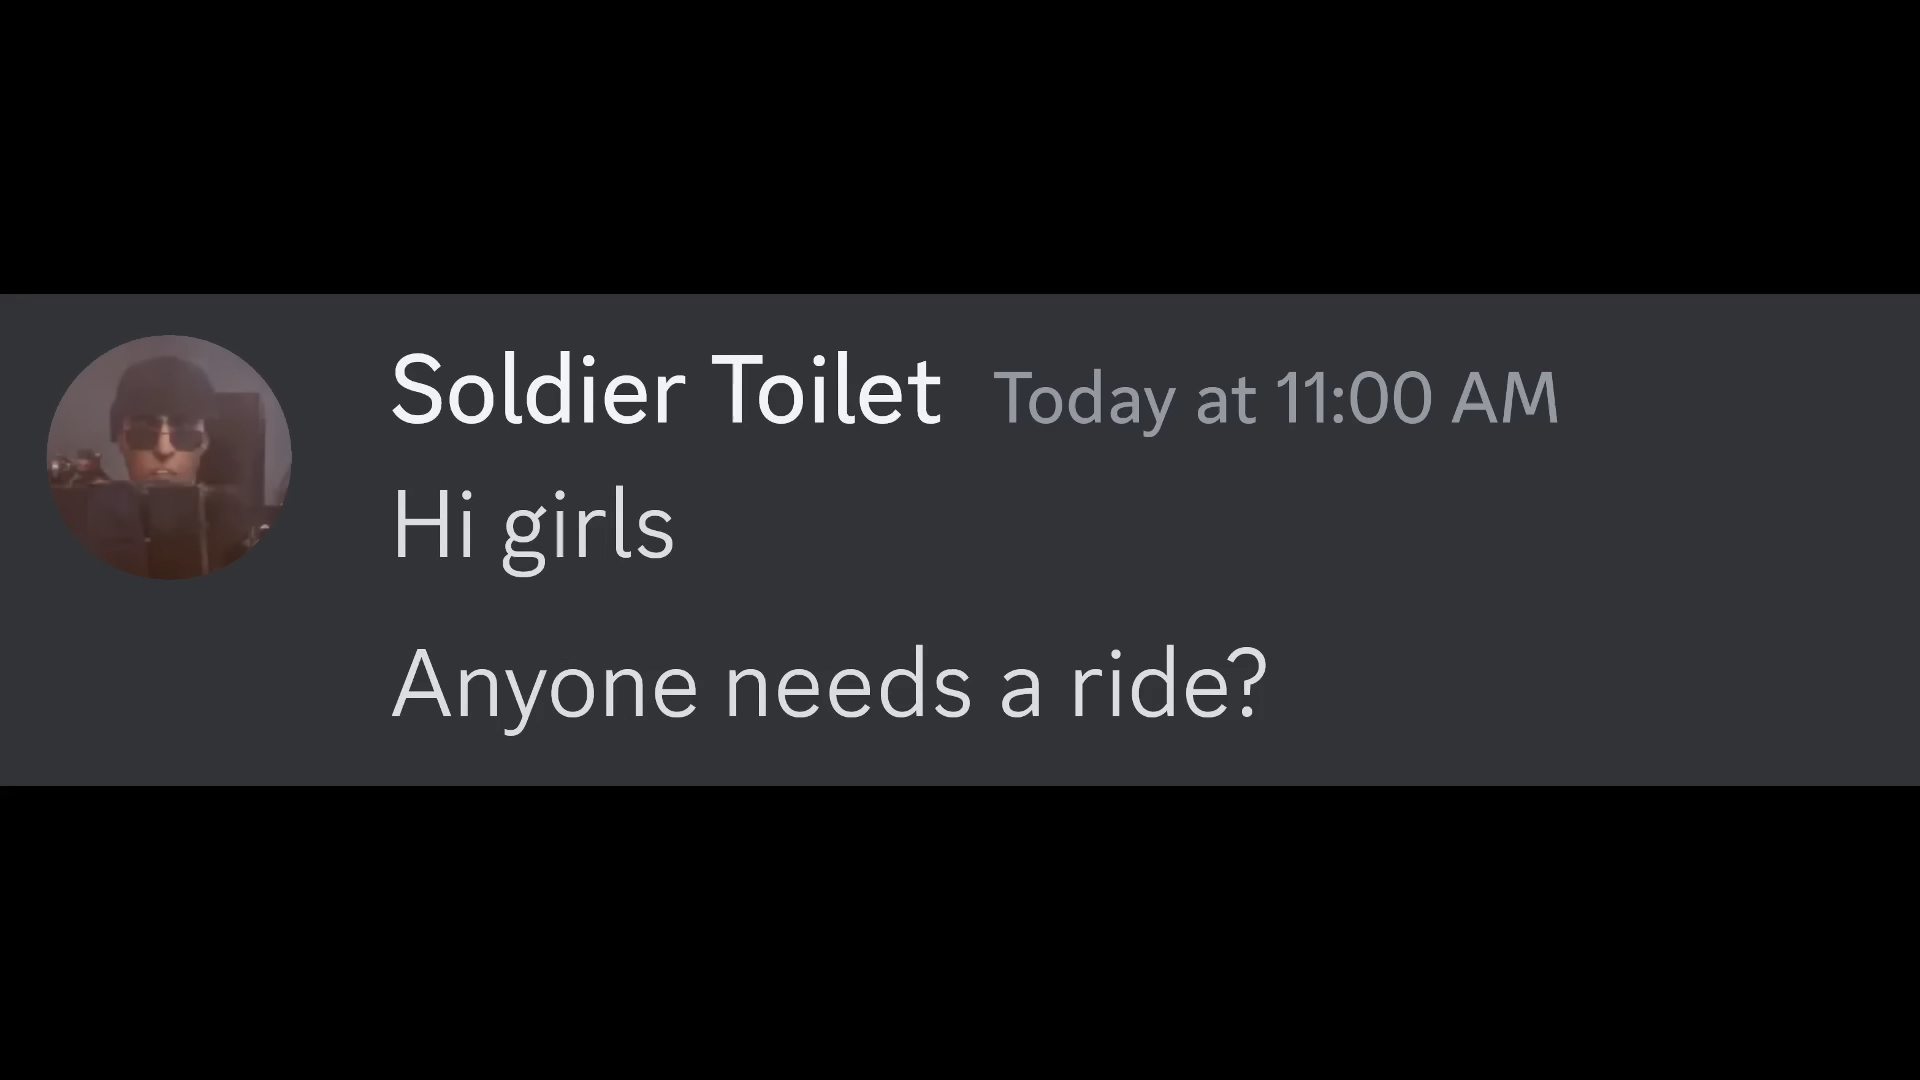 Soldier Toilet Today at 11:00 AM
Hi girls
Anyone needs a ride?